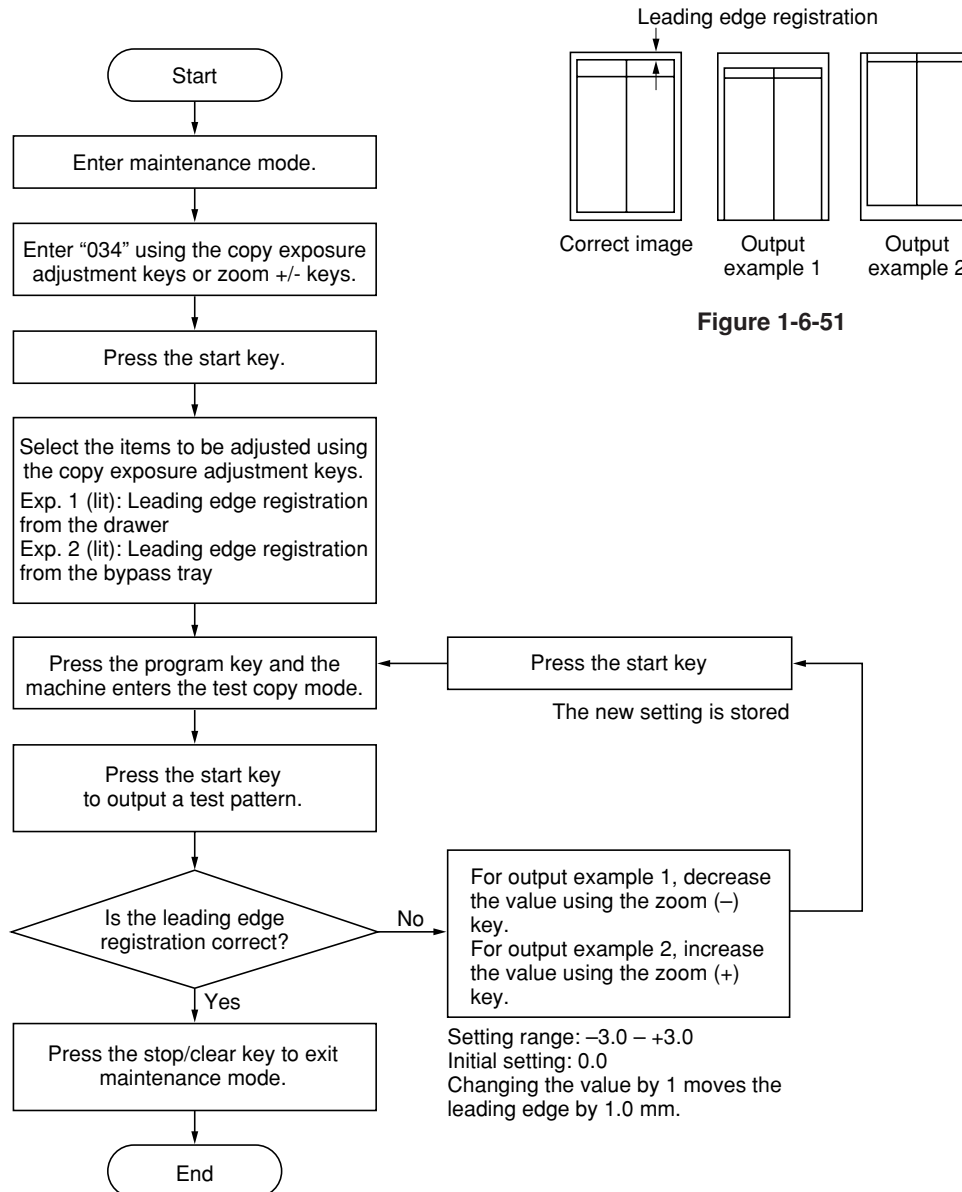 Start
Enter maintenance mode.
Enter “034” using the copy exposure
adjustment keys or zoom +/- keys.
Press the start key.
Select the items to be adjusted using
the copy exposure adjustment keys.
Exp. 1 (lit): Leading edge registration
from the drawer
Exp. 2 (lit): Leading edge registration
from the bypass tray
Press the program key and the
machine enters the test copy mode.
Press the start key
to output a test pattern.
Is the leading edge
registration correct?
Yes
Press the stop/clear key to exit
maintenance mode.
End
No
For output example 1, decrease
the value using the zoom (–)
key.
For output example 2, increase
the value using the zoom (+)
key.
Setting range: –3.0 – +3.0
Initial setting: 0.0
Changing the value by 1 moves the
leading edge by 1.0 mm.
Press the start key
The new setting is stored
Leading edge registration
Correct image
Output
example 1
Output
example 2
Figure 1-6-51